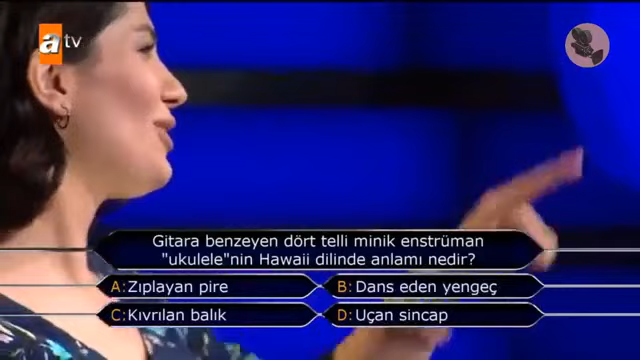 atv
Gitara benzeyen dört telli minik enstrüman
"ukulele"nin Hawaii dilinde anlamı nedir?
A:Zıplayan pire
B:Dans eden yengeç
C:Kıvrılan balık
D:Uçan sincap